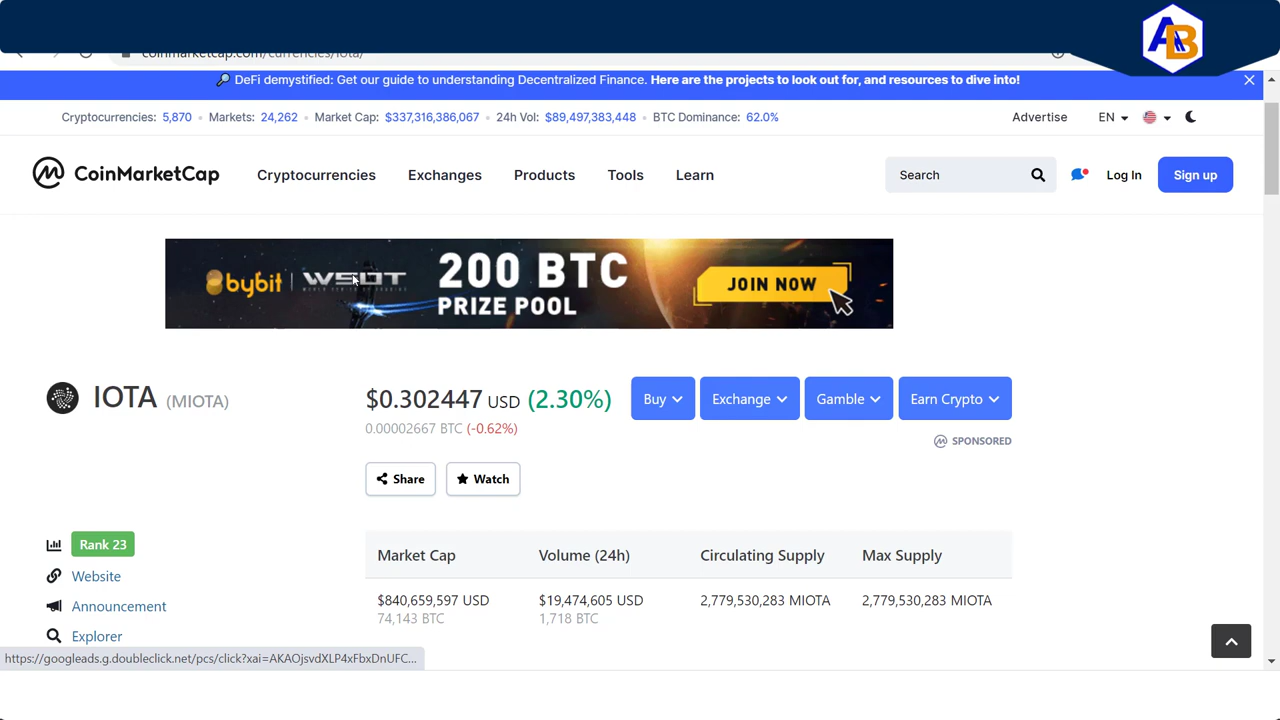 AB
coinmarketcap.com/currencies/iota/
DeFi demystified: Get our guide to understanding Decentralized Finance. Here are the projects to look out for, and resources to dive into!
Cryptocurrencies: 5,870 Markets: 24,262 Market Cap: $337,316,386,067 24h Vol: $89,497,383,448 BTC Dominance: 62.0% Advertise EN
CoinMarketCap Cryptocurrencies Exchanges Products Tools Learn Search Log In Sign up
bybit WSOT 200 BTC PRIZE POOL JOIN NOW
IOTA (MIOTA) $0.302447 USD (2.30%) Buy Exchange Gamble Earn Crypto
0.00002667 BTC (-0.62%)
SPONSORED
Share Watch
Rank 23 Market Cap Volume (24h) Circulating Supply Max Supply
Website
$840,659,597 USD $19,474,605 USD 2,779,530,283 MIOTA 2,779,530,283 MIOTA
Announcement
74,143 BTC 1,718 BTC
Explorer
https://googleads.g.doubleclick.net/pcs/click?xai=AKAOjsvdXLP4xFbxDnUFC...